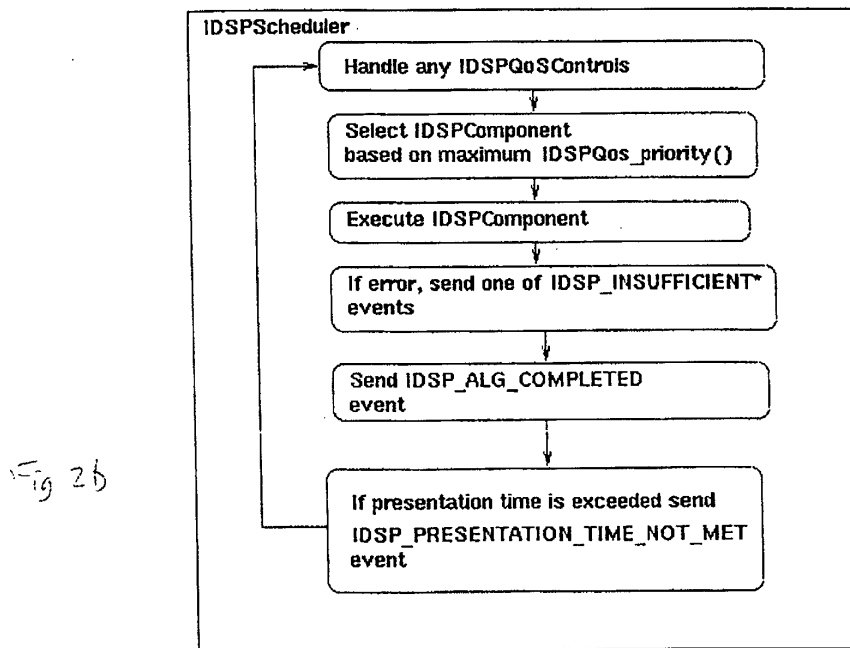 IDSPScheduler
Handle any IDSPQoSControls
Select IDSPComponent
based on maximum IDSPQos_priority()
Execute IDSPComponent
If error, send one of IDSP_INSUFFICIENT*
events
Send IDSP_ALG_COMPLETED
event
Fig 2b
If presentation time is exceeded send
IDSP_PRESENTATION_TIME_NOT_MET
event